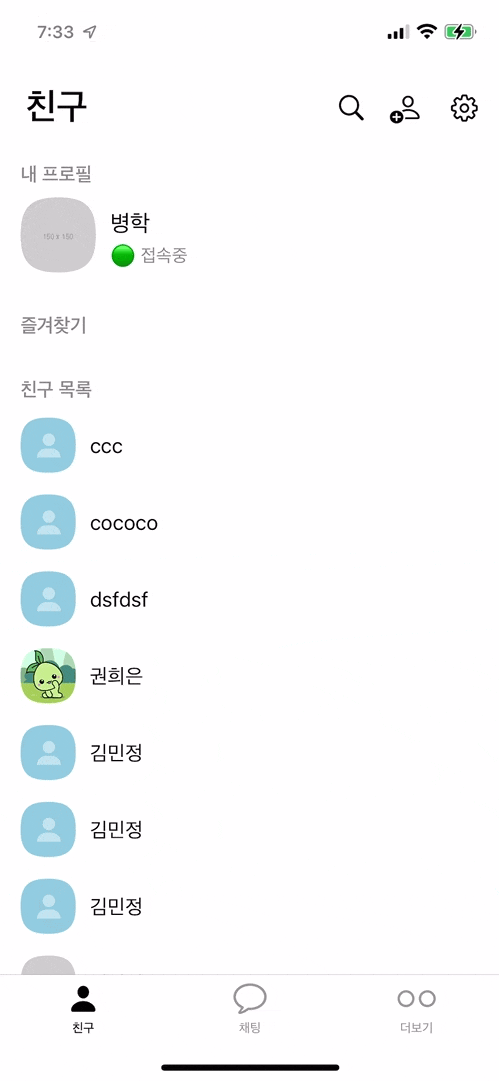 7:33
친구
내 프로필
150 x 150
병학
접속중
즐겨찾기
친구 목록
ccc
cococo
dsfdsf
권희은
김민정
김민정
김민정
친구
채팅
더보기